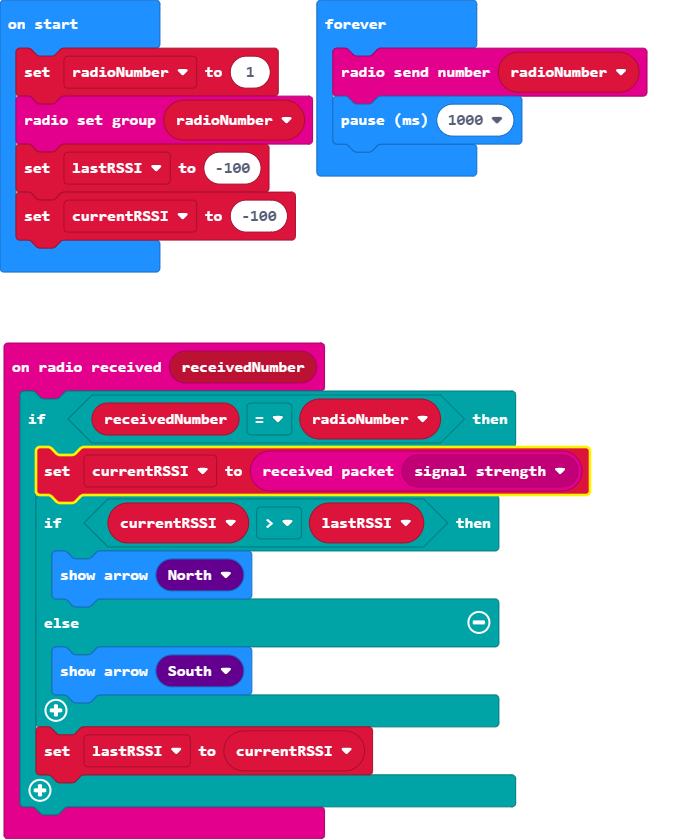 on start
set radioNumber to 1
radio set group radioNumber
set lastRSSI to -100
set currentRSSI to -100
forever
radio send number radioNumber
pause (ms) 1000
on radio received receivedNumber
if receivedNumber = radioNumber then
set currentRSSI to received packet signal strength
if currentRSSI > lastRSSI then
show arrow North
else
show arrow South
set lastRSSI to currentRSSI